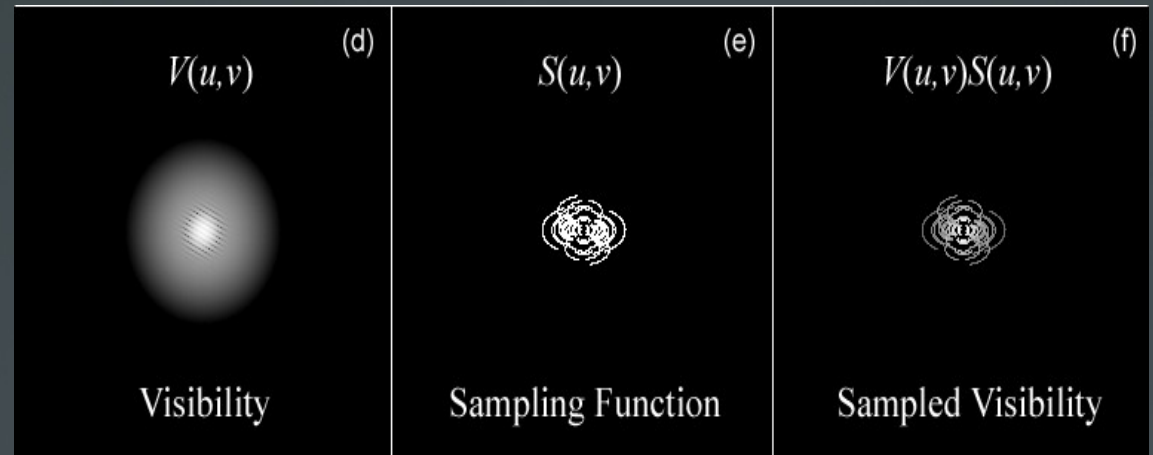 (d)
V(u,v)
Visibility
(e)
S(u,v)
Sampling Function
(f)
V(u,v)S(u,v)
Sampled Visibility